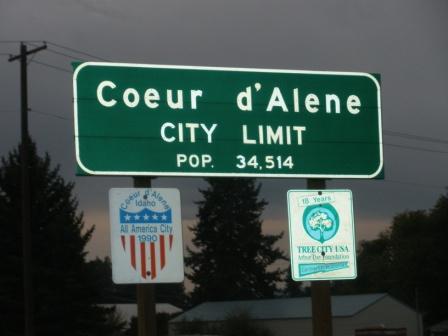 Coeur d'Alene
CITY LIMIT
POP. 34,514
Coeur d'Alene
Idaho
All America City
1990
18 Years
TREE CITY USA
Arbor Day Foundation